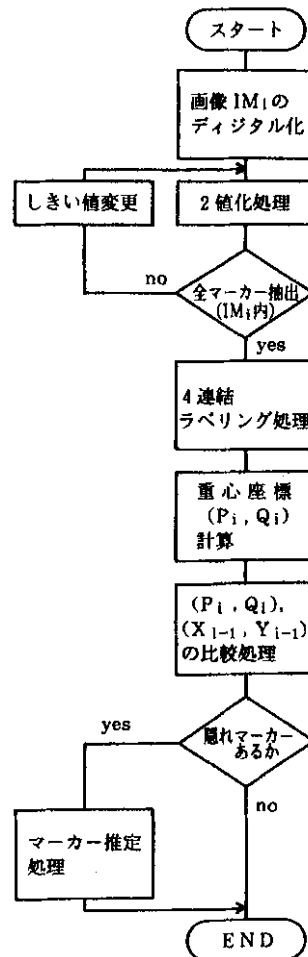 スタート
画像IMiの
ディジタル化
しきい値変更
2値化処理
no
全マーカー抽出
(IMi内)
yes
4連結
ラベリング処理
重心座標
(Pi, Qi)
計算
(Pi, Qi),
(Xi-1, Yi-1)
の比較処理
yes
隠れマーカー
あるか
no
マーカー推定
処理
END